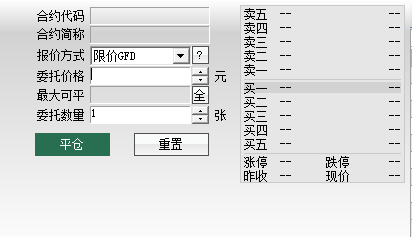 合约代码
合约简称
报价方式 限价GFD ?
委托价格 元
最大可平 全
委托数量 1 张
平仓 重置
卖五 -- --
卖四 -- --
卖三 -- --
卖二 -- --
卖一 -- --
买一 -- --
买二 -- --
买三 -- --
买四 -- --
买五 -- --
涨停 -- 跌停 --
昨收 -- 现价 --